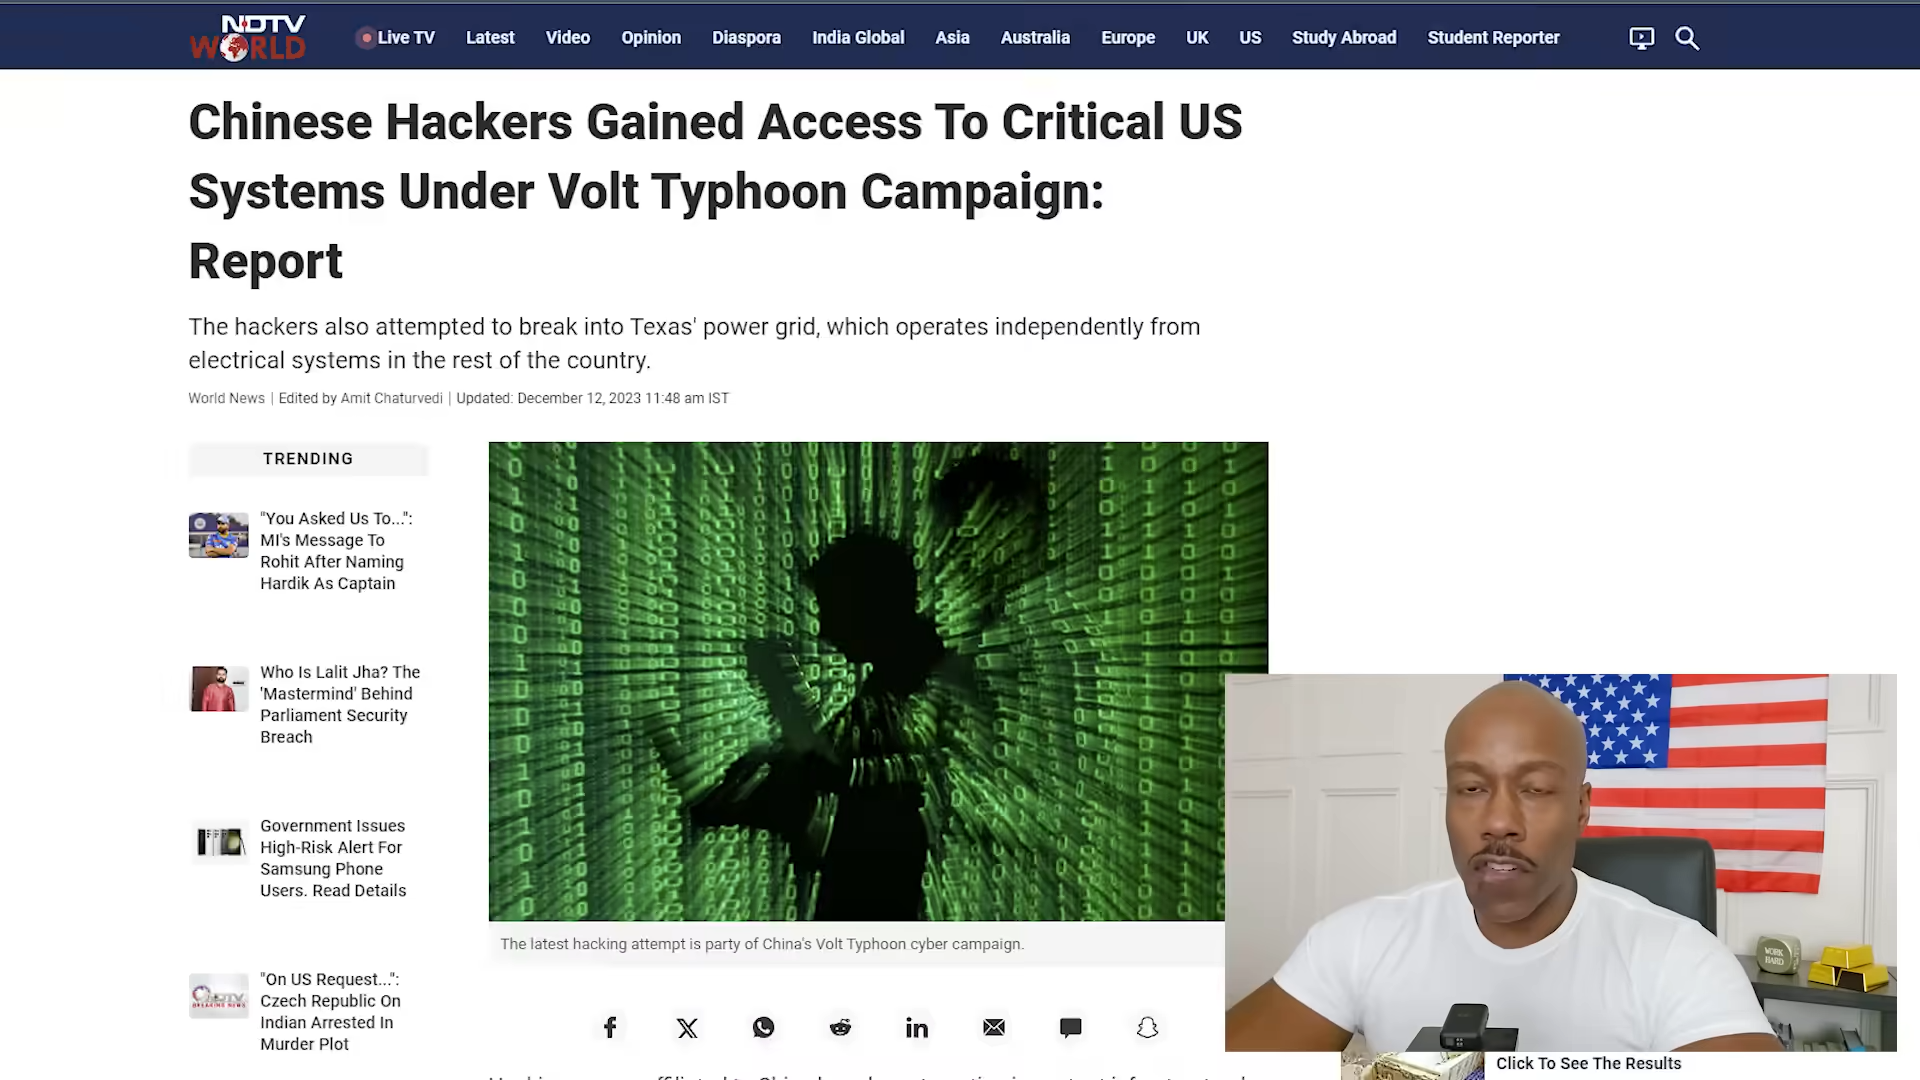 NDTV
WORLD
Live TV
Latest
Video
Opinion
Diaspora
India Global
Asia
Australia
Europe
UK
US
Study Abroad
Student Reporter
Chinese Hackers Gained Access To Critical US
Systems Under Volt Typhoon Campaign:
Report
The hackers also attempted to break into Texas' power grid, which operates independently from
electrical systems in the rest of the country.
World News | Edited by Amit Chaturvedi | Updated: December 12, 2023 11:48 am IST
TRENDING
"You Asked Us To...":
MI's Message To
Rohit After Naming
Hardik As Captain
Who Is Lalit Jha? The
'Mastermind' Behind
Parliament Security
Breach
Government Issues
High-Risk Alert For
Samsung Phone
Users. Read Details
"On US Request...":
Czech Republic On
Indian Arrested In
Murder Plot
The latest hacking attempt is party of China's Volt Typhoon cyber campaign.
WORK
HARD
Click To See The Results